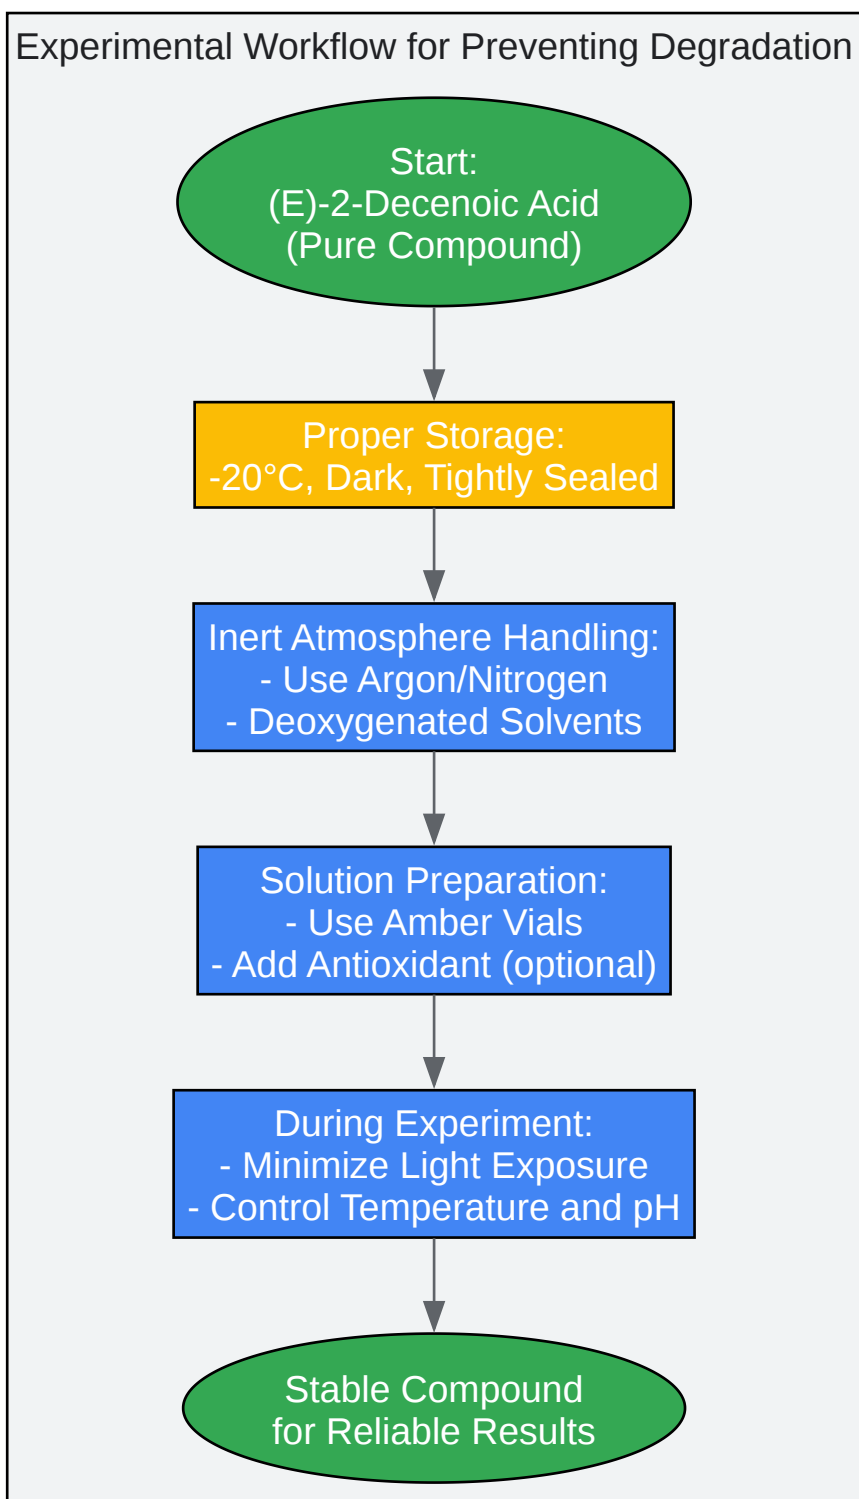 Experimental Workflow for Preventing Degradation
Start:
(E)-2-Decenoic Acid
(Pure Compound)
Proper Storage:
-20°C, Dark, Tightly Sealed
Inert Atmosphere Handling:
- Use Argon/Nitrogen
- Deoxygenated Solvents
Solution Preparation:
- Use Amber Vials
- Add Antioxidant (optional)
During Experiment:
- Minimize Light Exposure
- Control Temperature and pH
Stable Compound
for Reliable Results